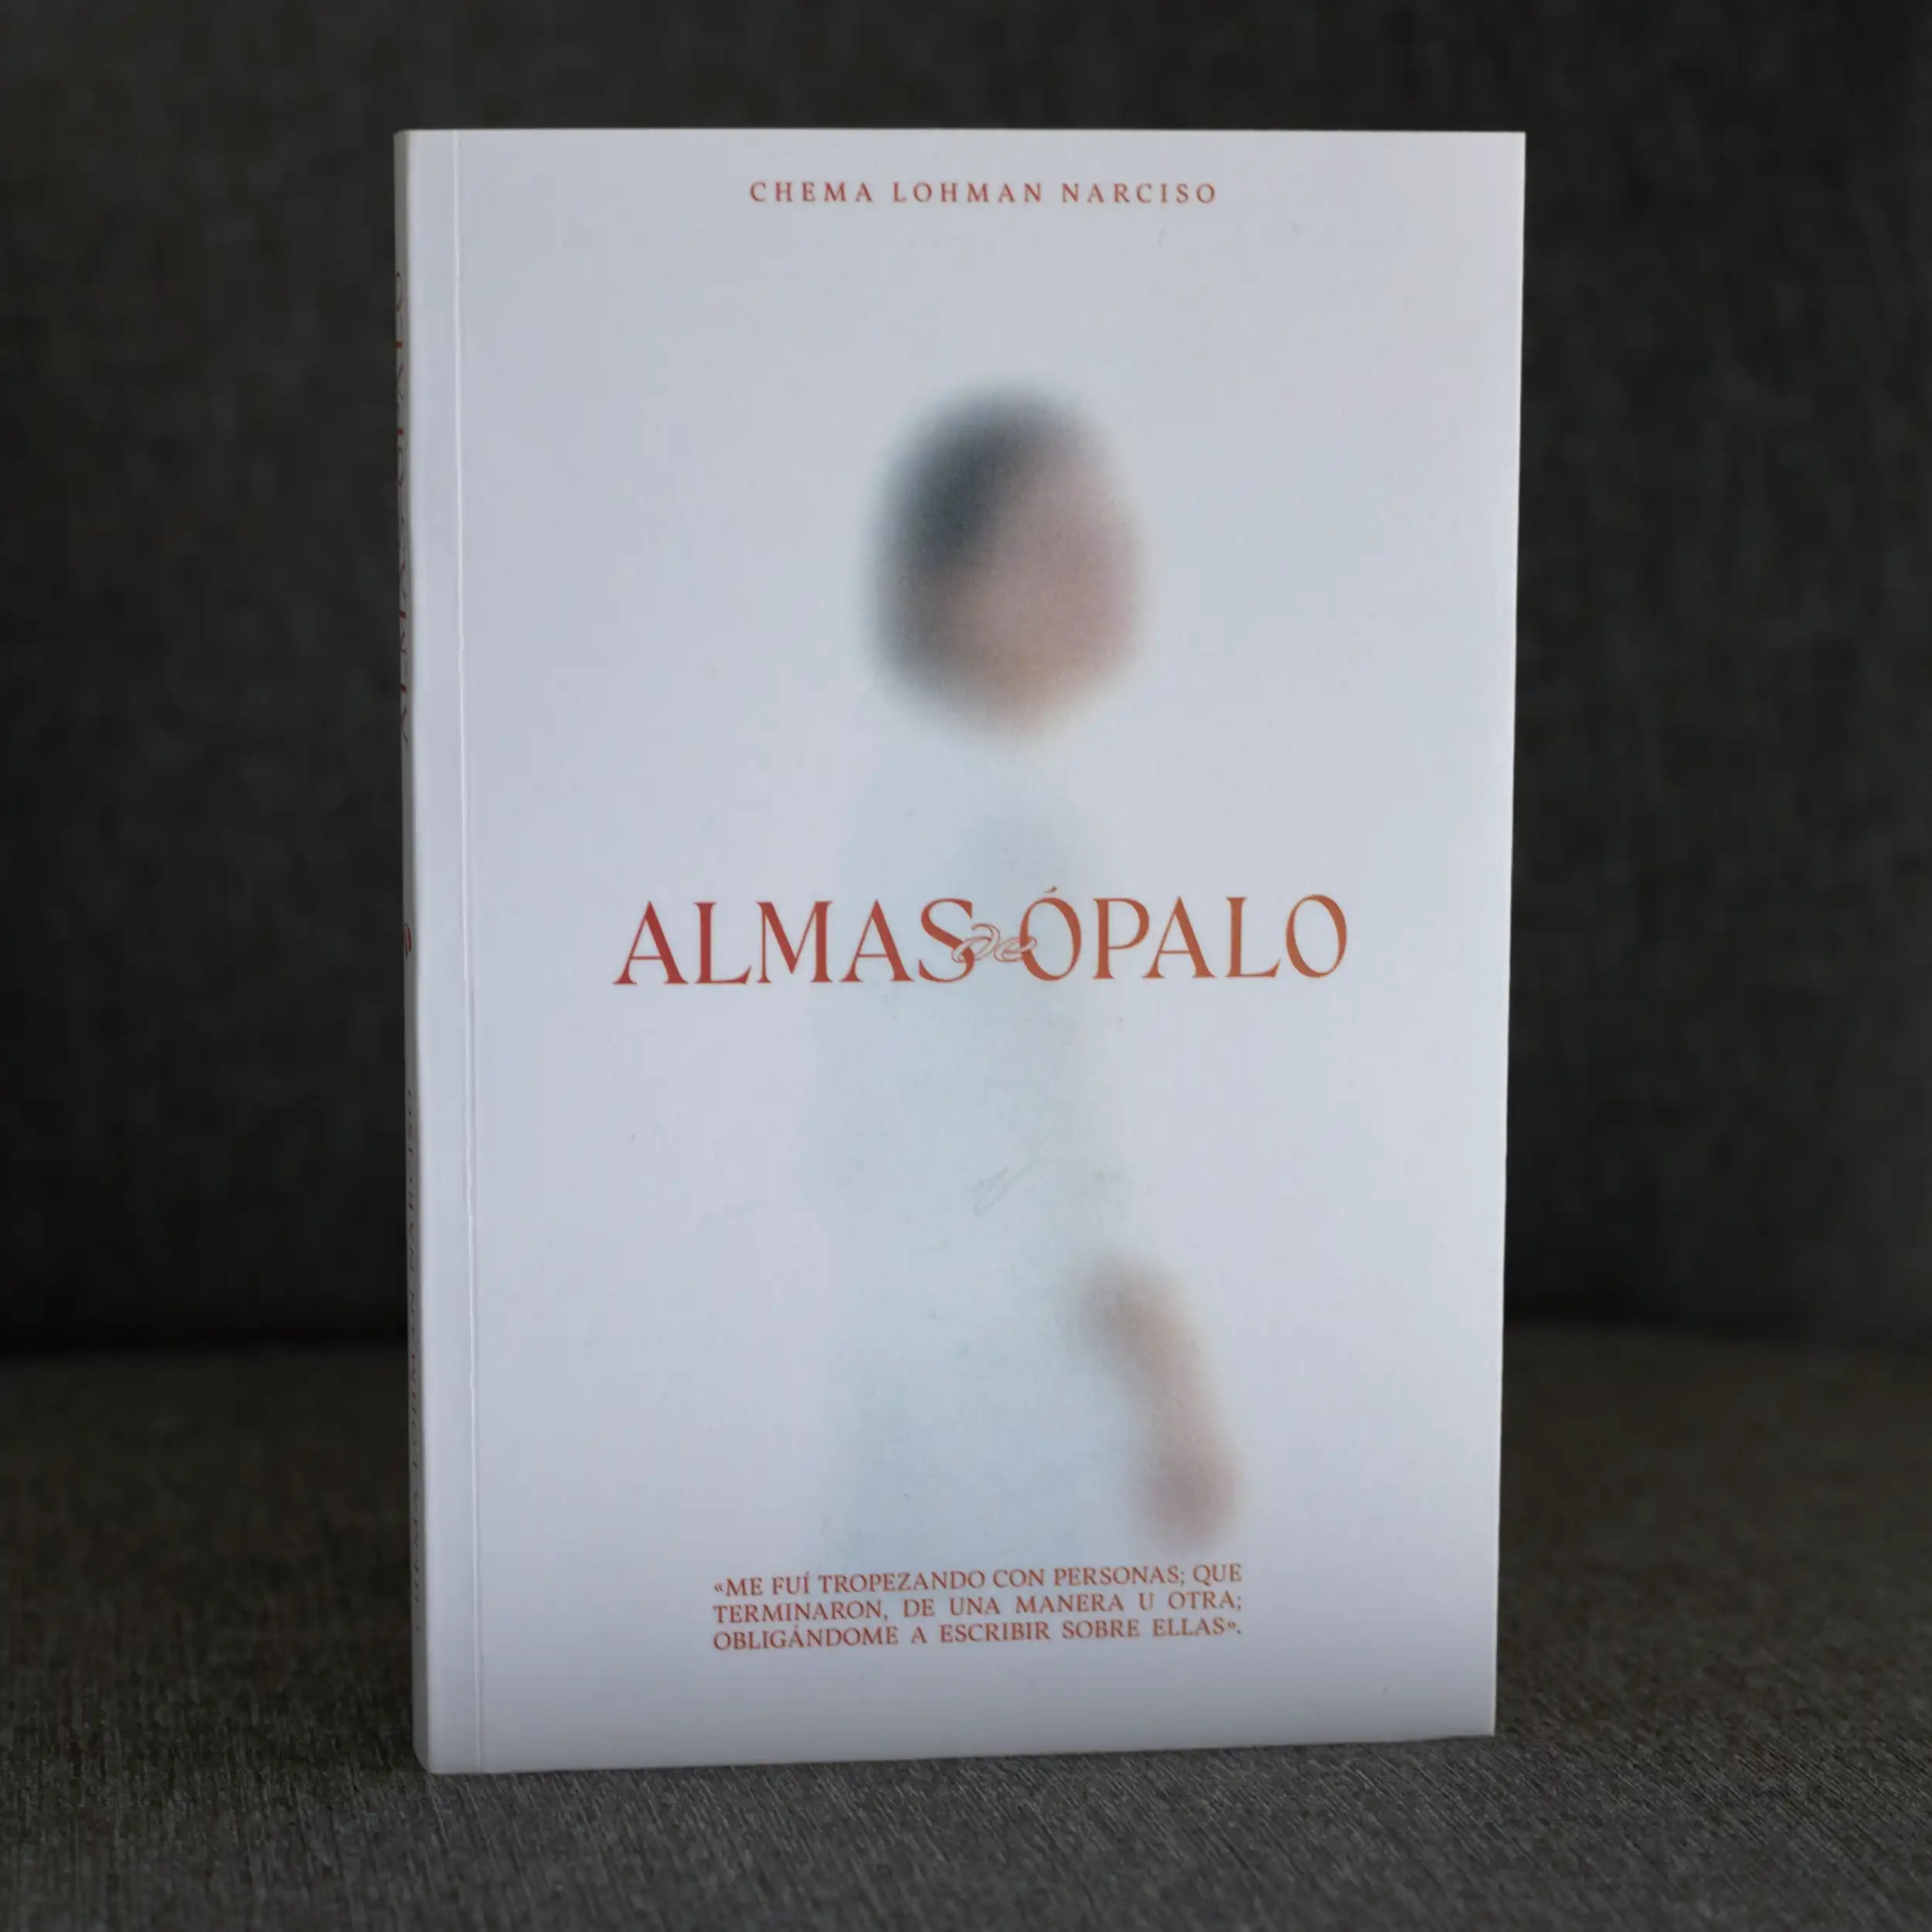 CHEMA LOHMAN NARCISO
ALMAS de ÓPALO
«ME FUÍ TROPEZANDO CON PERSONAS; QUE
TERMINARON, DE UNA MANERA U OTRA;
OBLIGÁNDOME A ESCRIBIR SOBRE ELLAS».